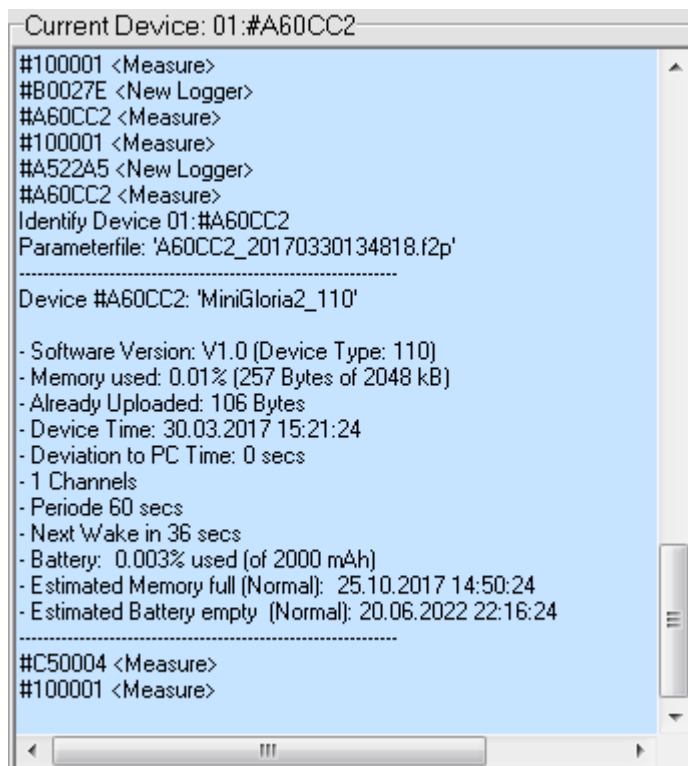 Current Device: 01:#A60CC2
#100001 <Measure>
#B0027E <New Logger>
#A60CC2 <Measure>
#100001 <Measure>
#A522A5 <New Logger>
#A60CC2 <Measure>
Identify Device 01:#A60CC2
Parameterfile: 'A60CC2_20170330134818.f2p'
---------------------------------------------------------------
Device #A60CC2: 'MiniGloria2_110'
- Software Version: V1.0 (Device Type: 110)
- Memory used: 0.01% (257 Bytes of 2048 kB)
- Already Uploaded: 106 Bytes
- Device Time: 30.03.2017 15:21:24
- Deviation to PC Time: 0 secs
- 1 Channels
- Periode 60 secs
- Next Wake in 36 secs
- Battery:  0.003% used (of 2000 mAh)
- Estimated Memory full (Normal):  25.10.2017 14:50:24
- Estimated Battery empty  (Normal): 20.06.2022 22:16:24
---------------------------------------------------------------
#C50004 <Measure>
#100001 <Measure>